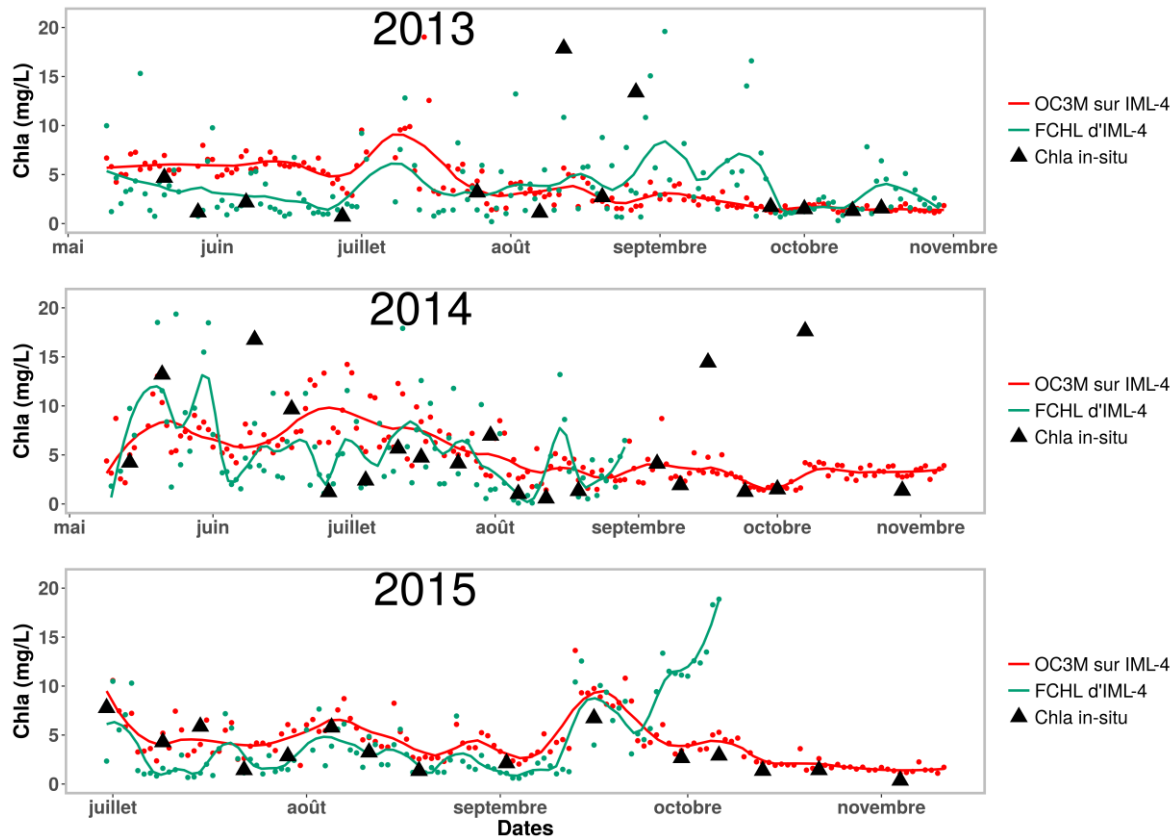 2013
Chla (mg/L)
20
15
10
5
0
mai juin juillet août septembre octobre novembre
OC3M sur IML-4
FCHL d'IML-4
Chla in-situ
2014
Chla (mg/L)
20
15
10
5
0
mai juin juillet août septembre octobre novembre
OC3M sur IML-4
FCHL d'IML-4
Chla in-situ
2015
Chla (mg/L)
20
15
10
5
0
juillet août septembre octobre novembre
Dates
OC3M sur IML-4
FCHL d'IML-4
Chla in-situ